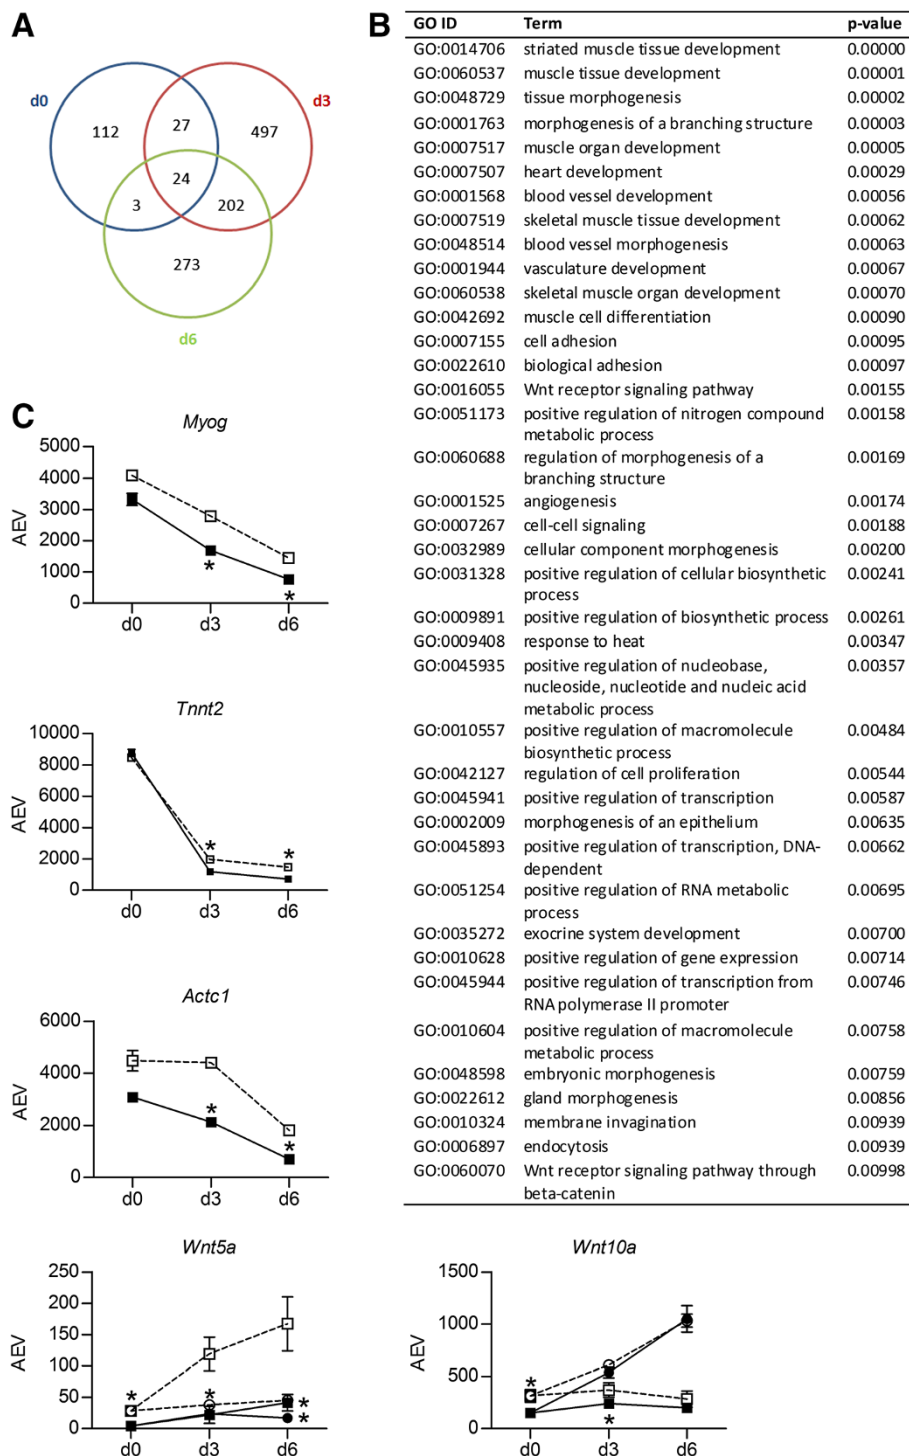 A
d0
d3
112
27
497
24
3
202
273
d6
B
GO ID Term p-value
GO:0014706 striated muscle tissue development 0.00000
GO:0060537 muscle tissue development 0.00001
GO:0048729 tissue morphogenesis 0.00002
GO:0001763 morphogenesis of a branching structure 0.00003
GO:0007517 muscle organ development 0.00005
GO:0007507 heart development 0.00029
GO:0001568 blood vessel development 0.00056
GO:0007519 skeletal muscle tissue development 0.00062
GO:0048514 blood vessel morphogenesis 0.00063
GO:0001944 vasculature development 0.00067
GO:0060538 skeletal muscle organ development 0.00070
GO:0042692 muscle cell differentiation 0.00090
GO:0007155 cell adhesion 0.00095
GO:0022610 biological adhesion 0.00097
GO:0016055 Wnt receptor signaling pathway 0.00155
GO:0051173 positive regulation of nitrogen compound 0.00158
metabolic process
GO:0060688 regulation of morphogenesis of a 0.00169
branching structure
GO:0001525 angiogenesis 0.00174
GO:0007267 cell-cell signaling 0.00188
GO:0032989 cellular component morphogenesis 0.00200
GO:0031328 positive regulation of cellular biosynthetic 0.00241
process
GO:0009891 positive regulation of biosynthetic process 0.00261
GO:0009408 response to heat 0.00347
GO:0045935 positive regulation of nucleobase, 0.00357
nucleoside, nucleotide and nucleic acid
metabolic process
GO:0010557 positive regulation of macromolecule 0.00484
biosynthetic process
GO:0042127 regulation of cell proliferation 0.00544
GO:0045941 positive regulation of transcription 0.00587
GO:0002009 morphogenesis of an epithelium 0.00635
GO:0045893 positive regulation of transcription, DNA- 0.00662
dependent
GO:0051254 positive regulation of RNA metabolic 0.00695
process
GO:0035272 exocrine system development 0.00700
GO:0010628 positive regulation of gene expression 0.00714
GO:0045944 positive regulation of transcription from 0.00746
RNA polymerase II promoter
GO:0010604 positive regulation of macromolecule 0.00758
metabolic process
GO:0048598 embryonic morphogenesis 0.00759
GO:0022612 gland morphogenesis 0.00856
GO:0010324 membrane invagination 0.00939
GO:0006897 endocytosis 0.00939
GO:0060070 Wnt receptor signaling pathway through 0.00998
beta-catenin
C
Myog
AEV
5000
4000
3000
2000
1000
0
*
*
d0 d3 d6
Tnnt2
AEV
10000
8000
6000
4000
2000
0
* *
d0 d3 d6
Actc1
AEV
6000
4000
2000
0
*
*
d0 d3 d6
Wnt5a
AEV
250
200
150
100
50
0
* *
*
*
d0 d3 d6
Wnt10a
AEV
1500
1000
500
0
*
*
d0 d3 d6